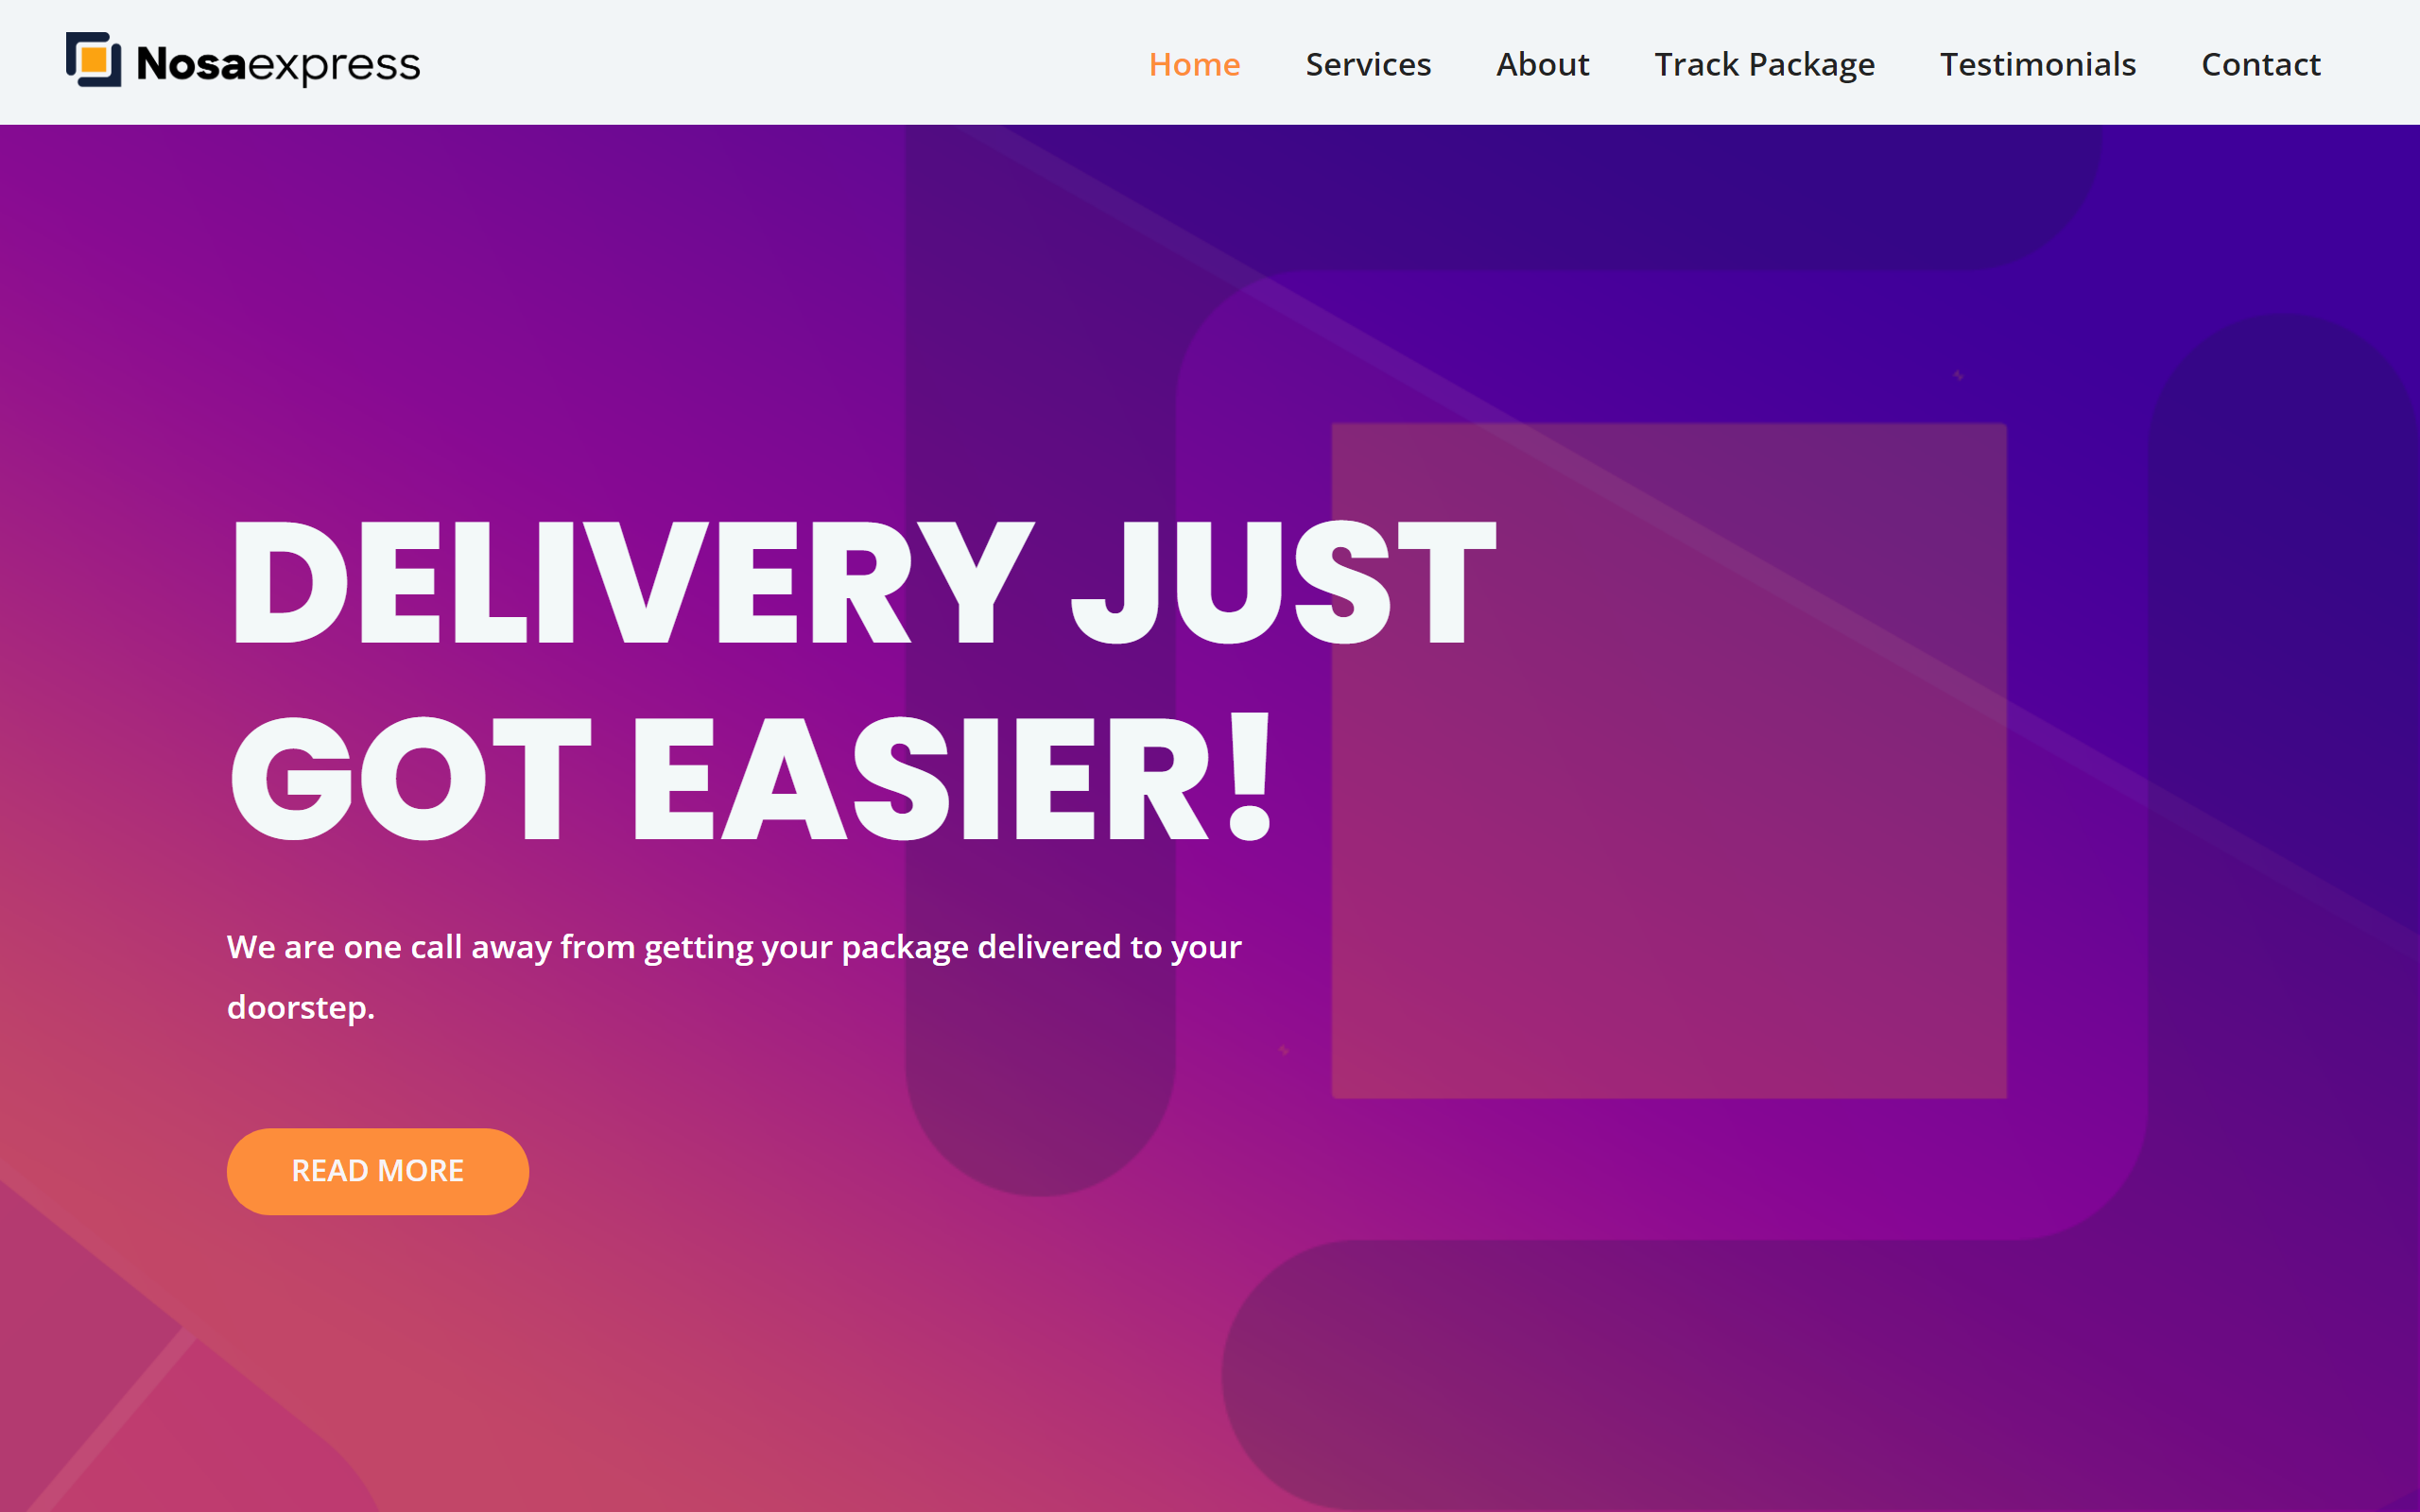 Nosaexpress
Home Services About Track Package Testimonials Contact
DELIVERY JUST
GOT EASIER!
We are one call away from getting your package delivered to your
doorstep.
READ MORE